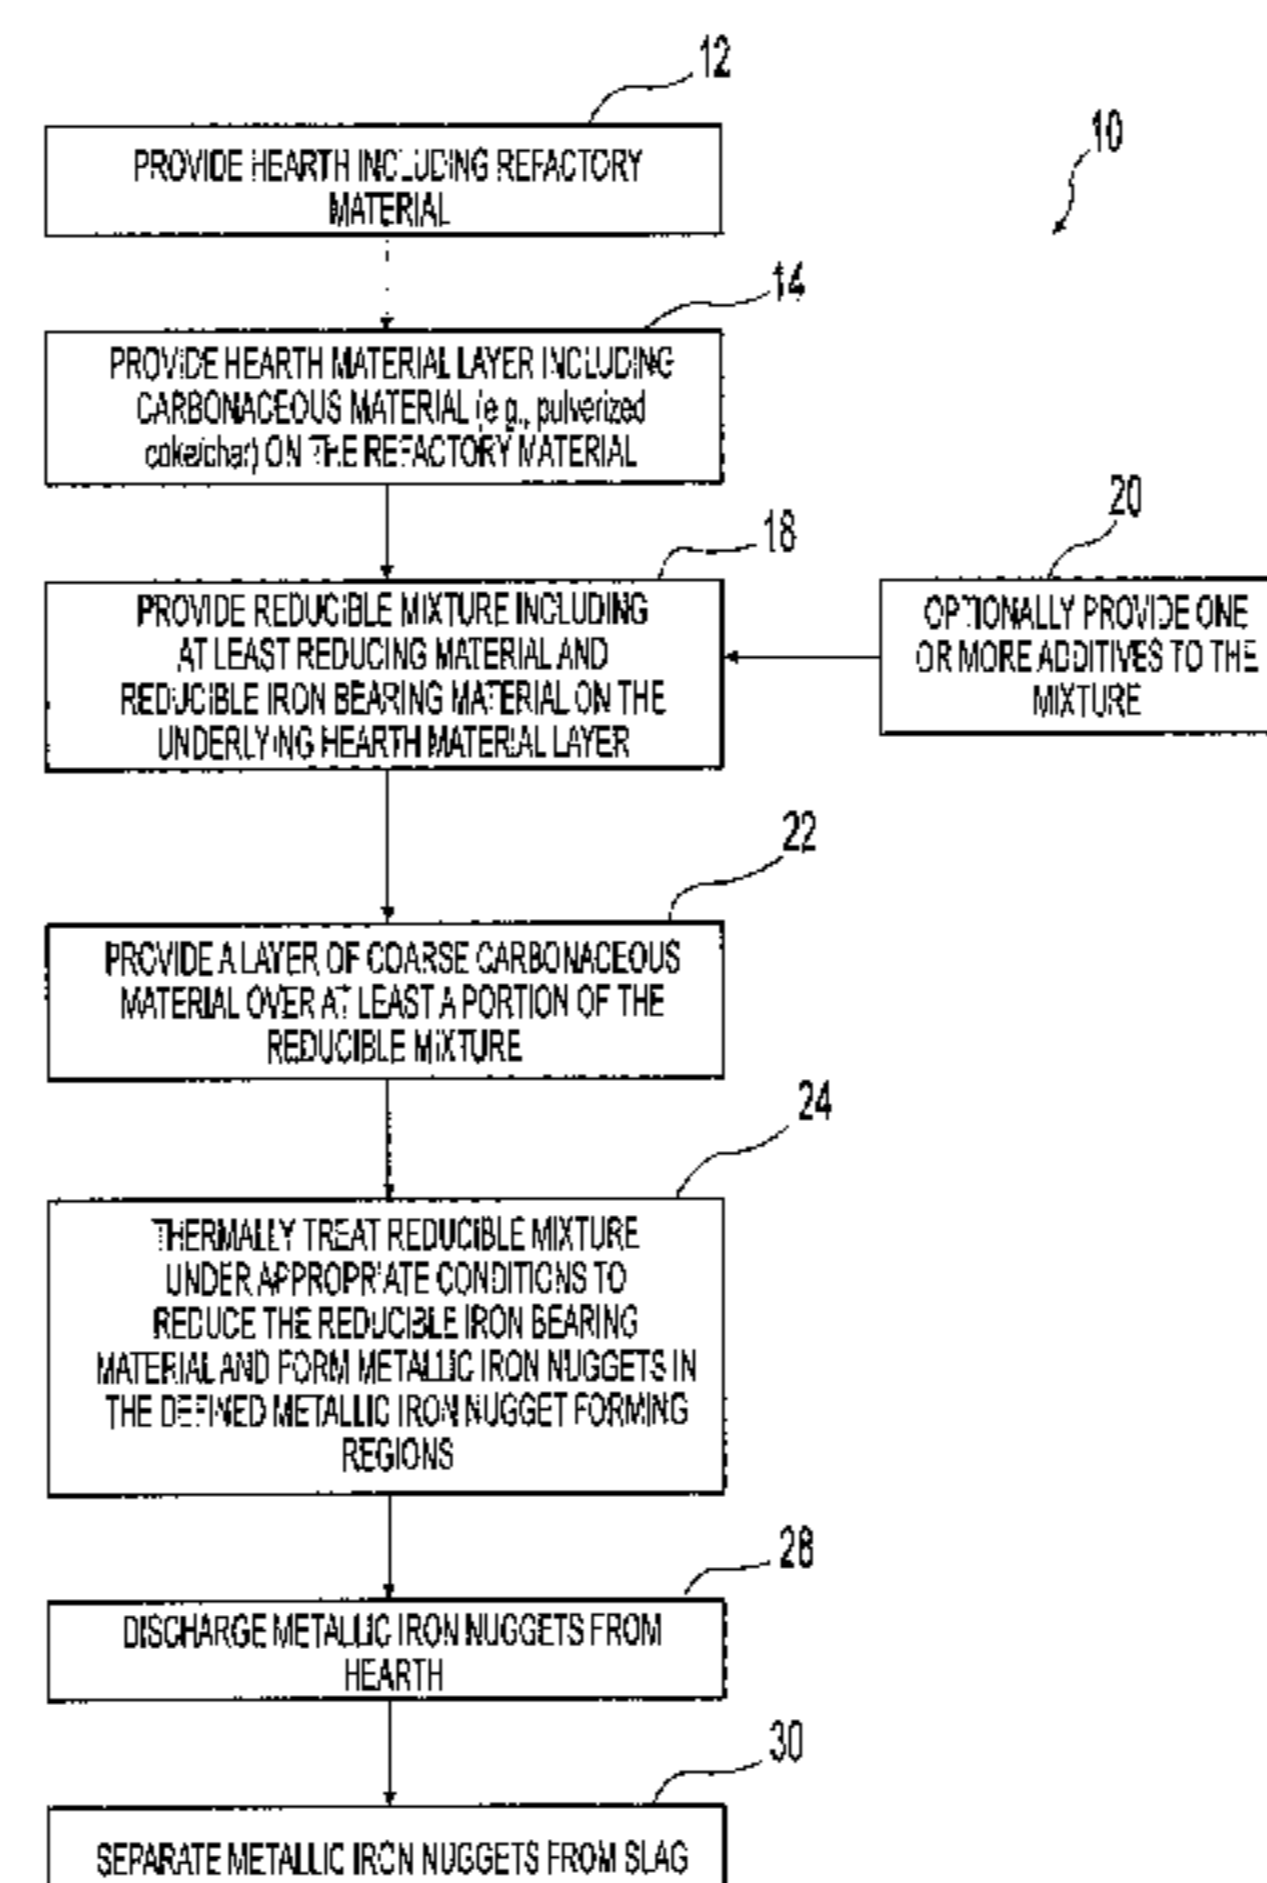 12
10
PROVIDE HEARTH INCLUDING REFACTORY
MATERIAL
14
PROVIDE HEARTH MATERIAL LAYER INCLUDING
CARBONACEOUS MATERIAL (e.g., pulverized
coke/char) ON THE REFACTORY MATERIAL
18
PROVIDE REDUCIBLE MIXTURE INCLUDING
AT LEAST REDUCING MATERIAL AND
REDUCIBLE IRON BEARING MATERIAL ON THE
UNDERLYING HEARTH MATERIAL LAYER
20
OPTIONALLY PROVIDE ONE
OR MORE ADDITIVES TO THE
MIXTURE
22
PROVIDE A LAYER OF COARSE CARBONACEOUS
MATERIAL OVER AT LEAST A PORTION OF THE
REDUCIBLE MIXTURE
24
THERMALLY TREAT REDUCIBLE MIXTURE
UNDER APPROPRIATE CONDITIONS TO
REDUCE THE REDUCIBLE IRON BEARING
MATERIAL AND FORM METALLIC IRON NUGGETS IN
THE DEFINED METALLIC IRON NUGGET FORMING
REGIONS
28
DISCHARGE METALLIC IRON NUGGETS FROM
HEARTH
30
SEPARATE METALLIC IRON NUGGETS FROM SLAG